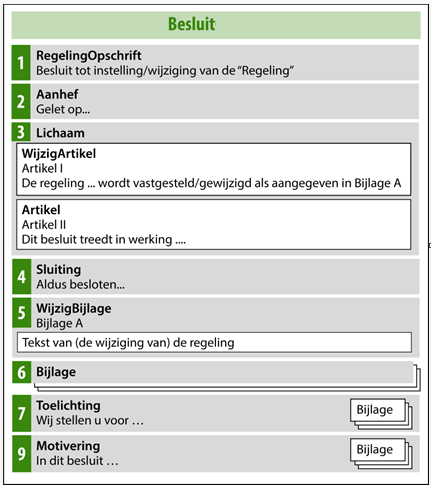 Besluit
1 RegelingOpschrift
Besluit tot instelling/wijziging van de “Regeling”
2 Aanhef
Gelet op...
3 Lichaam
WijzigArtikel
Artikel I
De regeling ... wordt vastgesteld/gewijzigd als aangegeven in Bijlage A
Artikel
Artikel II
Dit besluit treedt in werking ....
4 Sluiting
Aldus besloten...
5 WijzigBijlage
Bijlage A
Tekst van (de wijziging van) de regeling
6 Bijlage
7 Toelichting
Wij stellen u voor …
Bijlage
9 Motivering
In dit besluit …
Bijlage